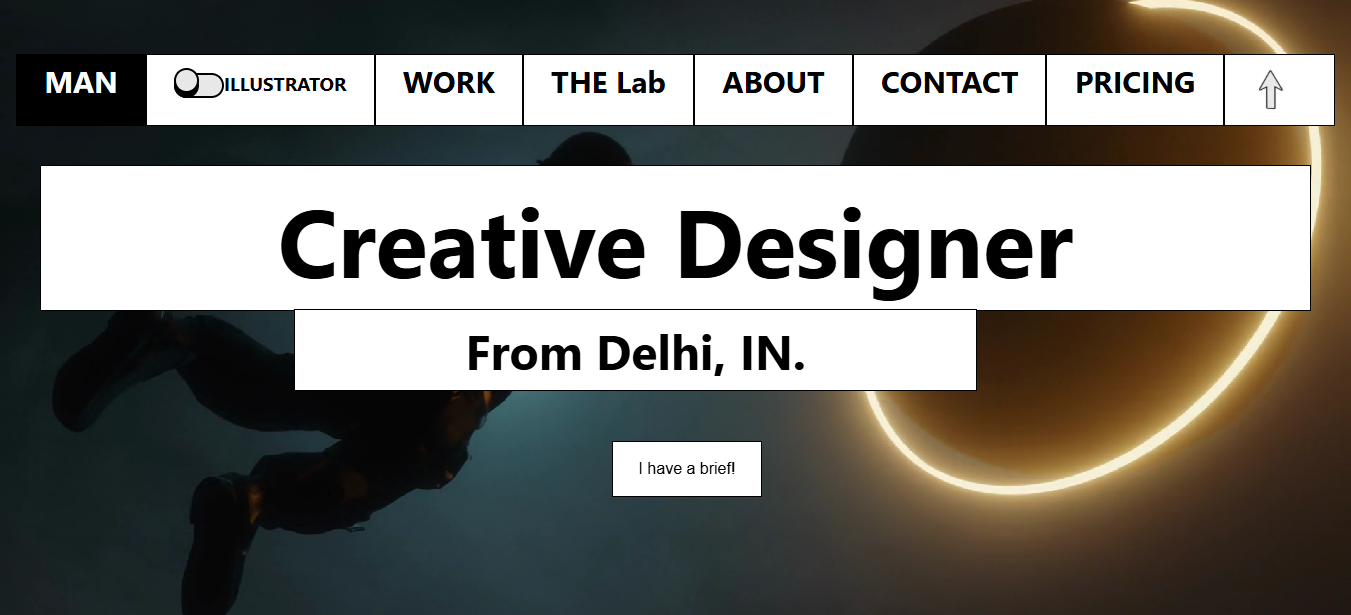 MAN ILLUSTRATOR WORK THE Lab ABOUT CONTACT PRICING
Creative Designer
From Delhi, IN.
I have a brief!